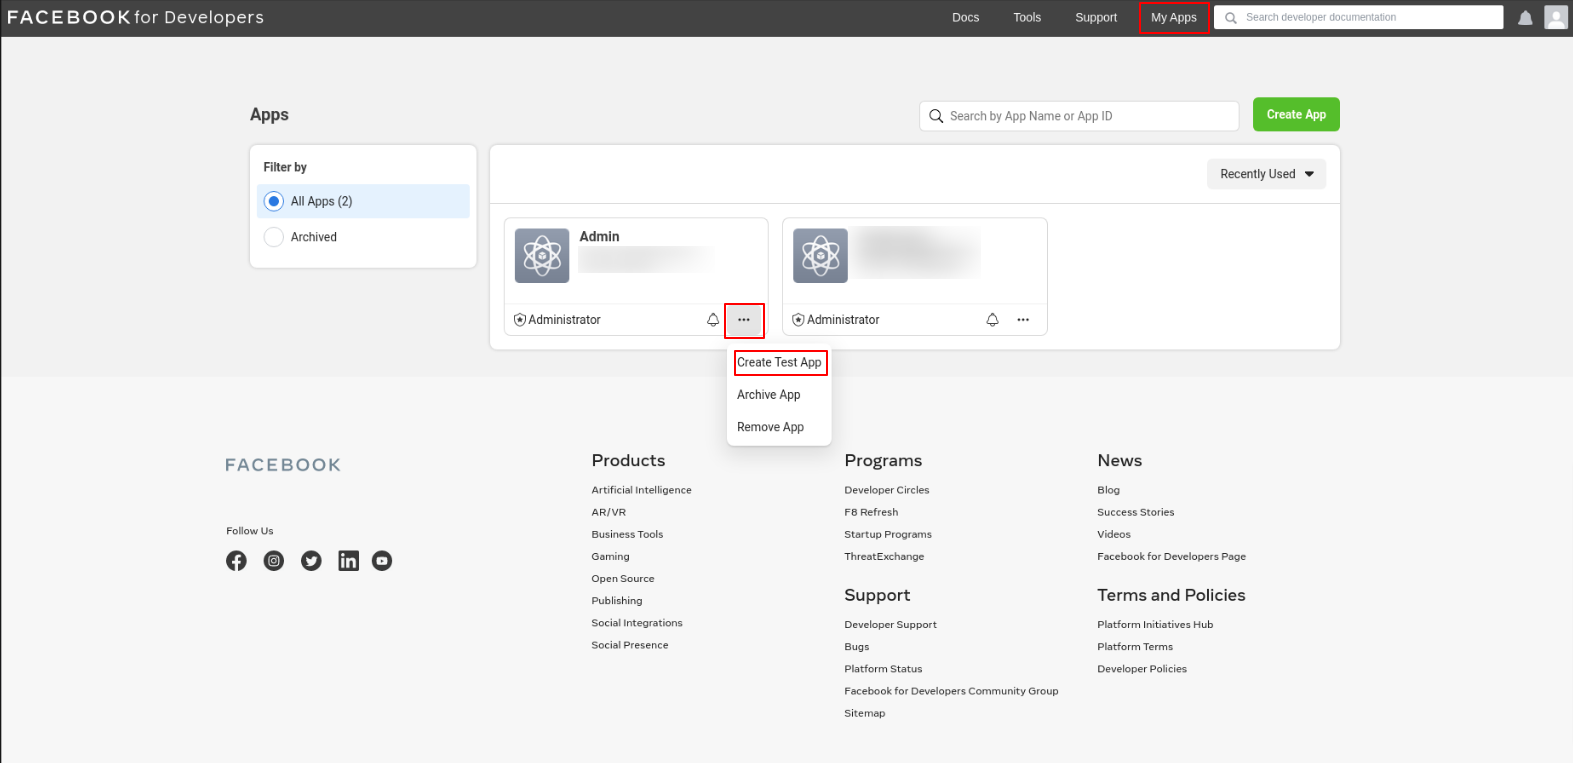 FACEBOOK for Developers
Docs
Tools
Support
My Apps
Search developer documentation
Apps
Search by App Name or App ID
Create App
Filter by
All Apps (2)
Archived
Recently Used
Admin
Administrator
Administrator
Create Test App
Archive App
Remove App
FACEBOOK
Follow Us
Products
Artificial Intelligence
AR/VR
Business Tools
Gaming
Open Source
Publishing
Social Integrations
Social Presence
Programs
Developer Circles
F8 Refresh
Startup Programs
ThreatExchange
Support
Developer Support
Bugs
Platform Status
Facebook for Developers Community Group
Sitemap
News
Blog
Success Stories
Videos
Facebook for Developers Page
Terms and Policies
Platform Initiatives Hub
Platform Terms
Developer Policies